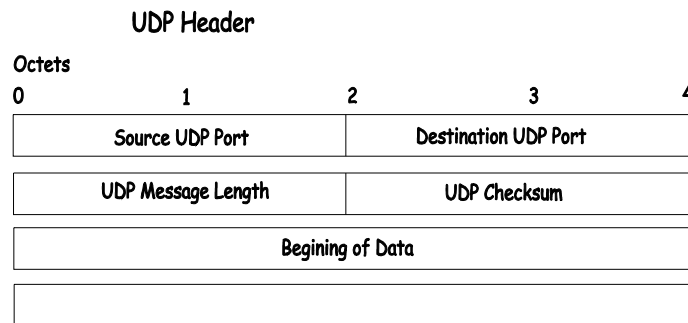 UDP Header
Octets
0 1 2 3 4
Source UDP Port Destination UDP Port
UDP Message Length UDP Checksum
Begining of Data